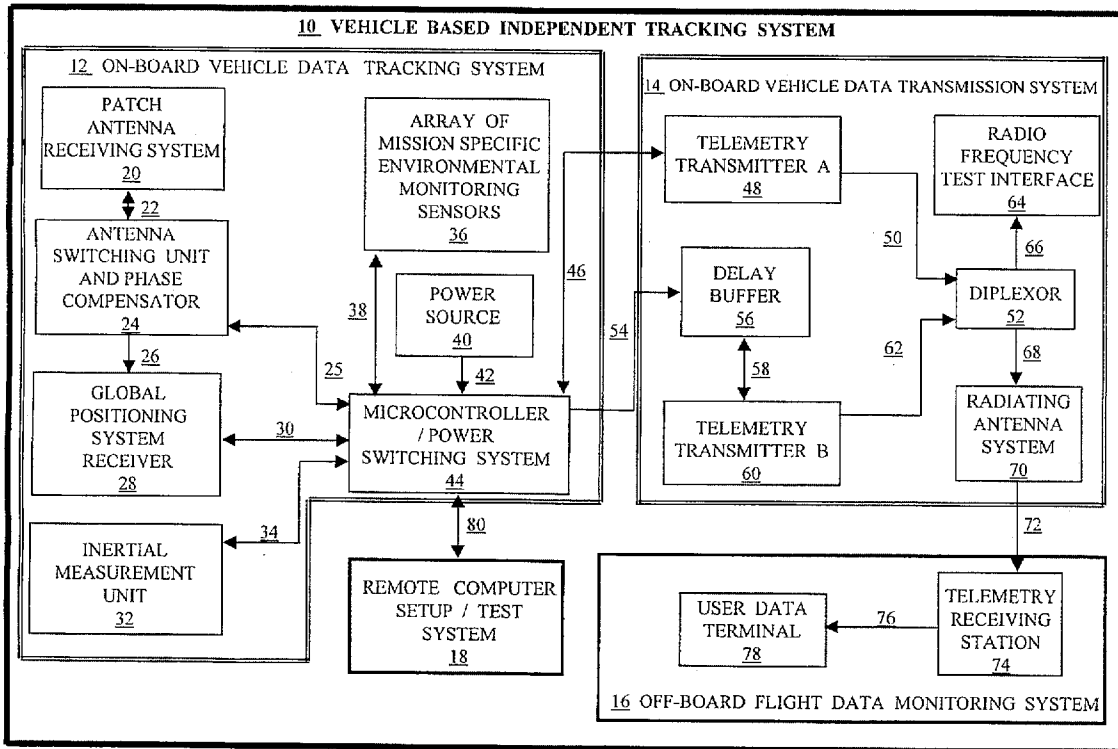 10 VEHICLE BASED INDEPENDENT TRACKING SYSTEM
12 ON-BOARD VEHICLE DATA TRACKING SYSTEM
PATCH
ANTENNA
RECEIVING SYSTEM
20
22
ANTENNA
SWITCHING UNIT
AND PHASE
COMPENSATOR
24
26
25
GLOBAL
POSITIONING
SYSTEM
RECEIVER
28
30
INERTIAL
MEASUREMENT
UNIT
32
34
ARRAY OF
MISSION SPECIFIC
ENVIRONMENTAL
MONITORING
SENSORS
36
38
POWER
SOURCE
40
42
MICROCONTROLLER
/ POWER
SWITCHING SYSTEM
44
46
54
80
REMOTE COMPUTER
SETUP / TEST
SYSTEM
18
14 ON-BOARD VEHICLE DATA TRANSMISSION SYSTEM
TELEMETRY
TRANSMITTER A
48
50
RADIO
FREQUENCY
TEST INTERFACE
64
66
DELAY
BUFFER
56
58
DIPLEXOR
52
62
68
TELEMETRY
TRANSMITTER B
60
RADIATING
ANTENNA
SYSTEM
70
72
USER DATA
TERMINAL
78
76
TELEMETRY
RECEIVING
STATION
74
16 OFF-BOARD FLIGHT DATA MONITORING SYSTEM